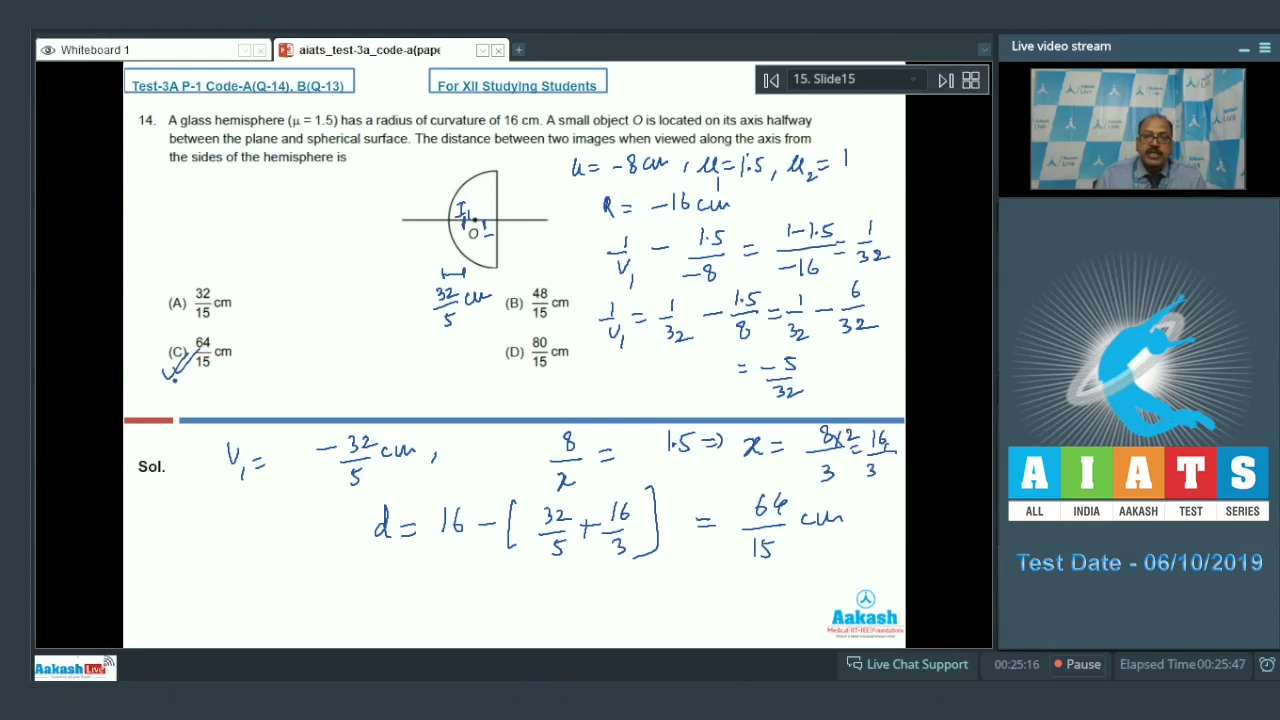 Whiteboard 1
aiats_test-3a_code-a(pape
Live video stream
Test-3A P-1 Code-A(Q-14), B(Q-13)
For XII Studying Students
15. Slide15
14. A glass hemisphere (μ = 1.5) has a radius of curvature of 16 cm. A small object O is located on its axis halfway
between the plane and spherical surface. The distance between two images when viewed along the axis from
the sides of the hemisphere is
u = -8 cm, μ₁ = 1.5, μ₂ = 1
R = -16 cm
I
O
1/v₁ - 1.5/-8 = 1-1.5/-16 = 1/32
32/5 cm
(A) 32/15 cm
(B) 48/15 cm
1/v₁ = 1/32 - 1.5/8 = 1/32 - 6/32
(C) 64/15 cm
(D) 80/15 cm
= -5/32
Sol.
v₁ = -32/5 cm, 8/x = 1.5 ⇒ x = 8×2/3 = 16/3
d = 16 - [32/5 + 16/3] = 64/15 cm
Aakash
Medical|IIT-JEE|Foundations
AIATS
ALL INDIA AAKASH TEST SERIES
Test Date - 06/10/2019
Aakash Live
Live Chat Support
00:25:16
Pause
Elapsed Time 00:25:47